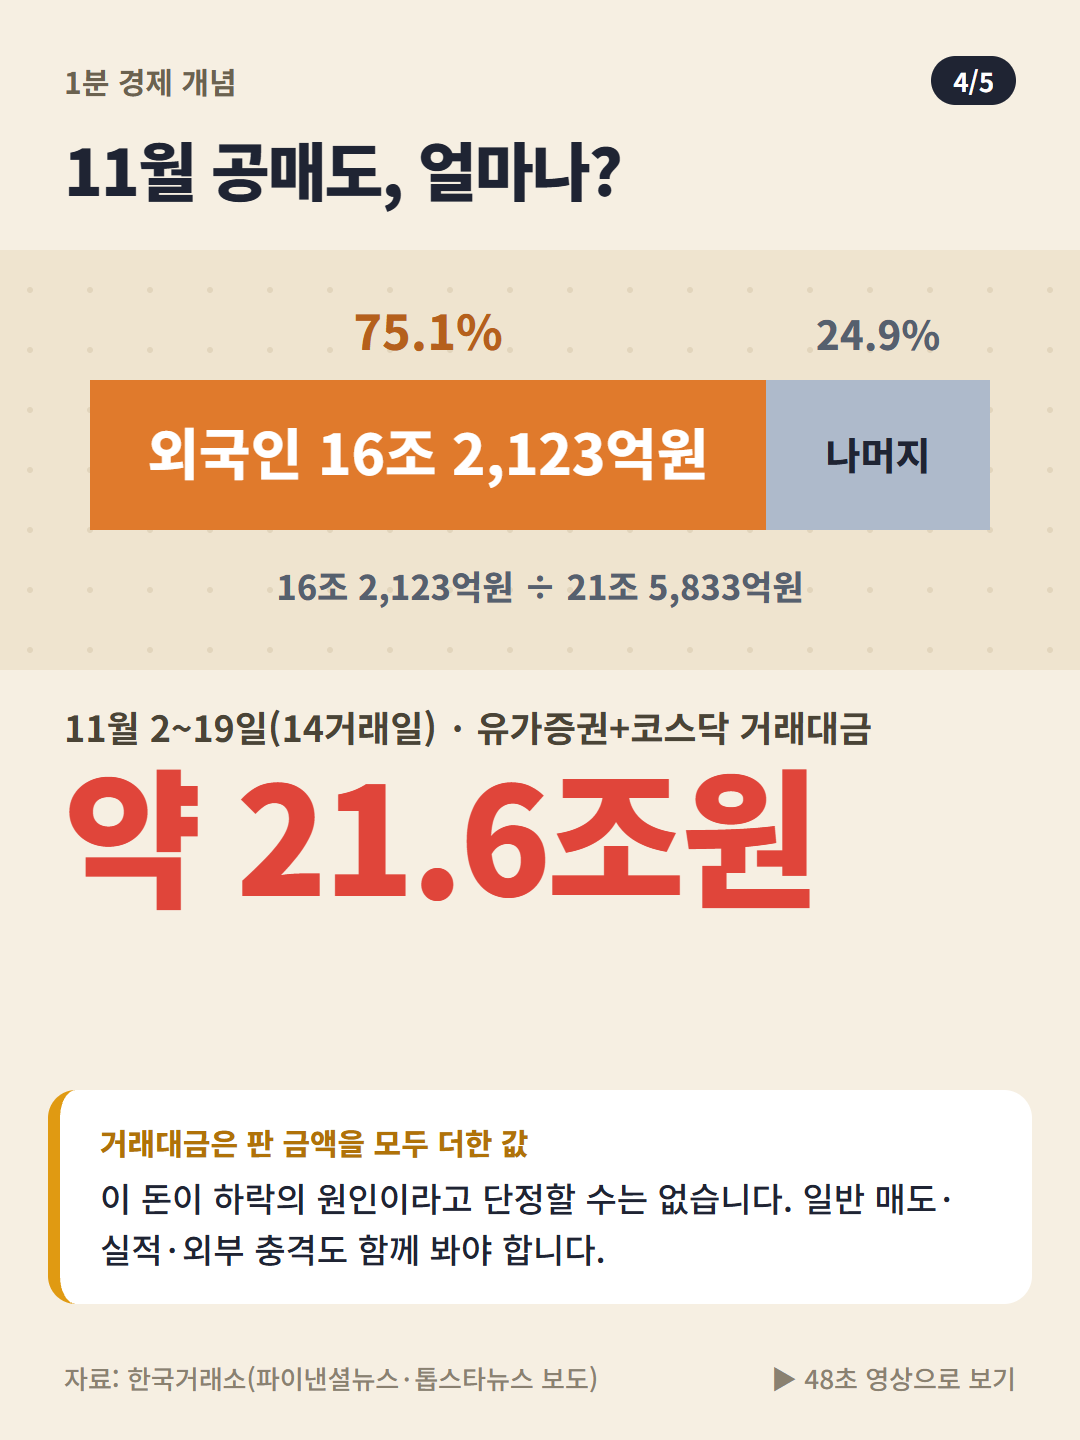 1분 경제 개념
4/5
11월 공매도, 얼마나?
75.1%
24.9%
외국인 16조 2,123억원
나머지
16조 2,123억원 ÷ 21조 5,833억원
11월 2~19일(14거래일) · 유가증권+코스닥 거래대금
약 21.6조원
거래대금은 판 금액을 모두 더한 값
이 돈이 하락의 원인이라고 단정할 수는 없습니다. 일반 매도·
실적·외부 충격도 함께 봐야 합니다.
자료: 한국거래소(파이낸셜뉴스·톱스타뉴스 보도)
▶ 48초 영상으로 보기